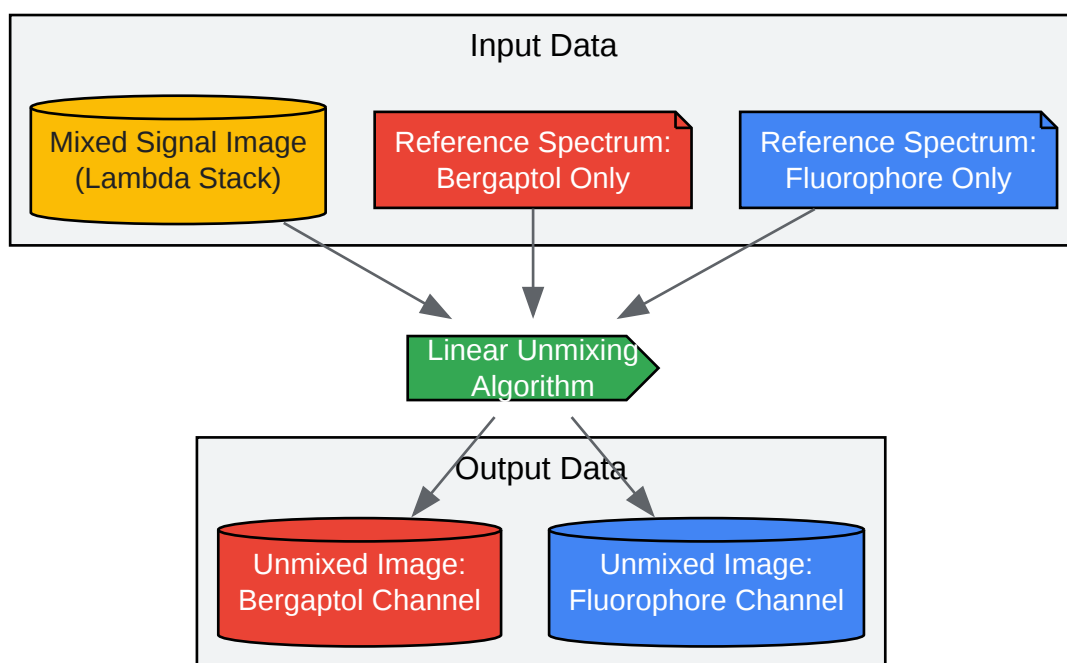 Input Data
Mixed Signal Image
(Lambda Stack)
Reference Spectrum:
Bergaptol Only
Reference Spectrum:
Fluorophore Only
Linear Unmixing
Algorithm
Output Data
Unmixed Image:
Bergaptol Channel
Unmixed Image:
Fluorophore Channel